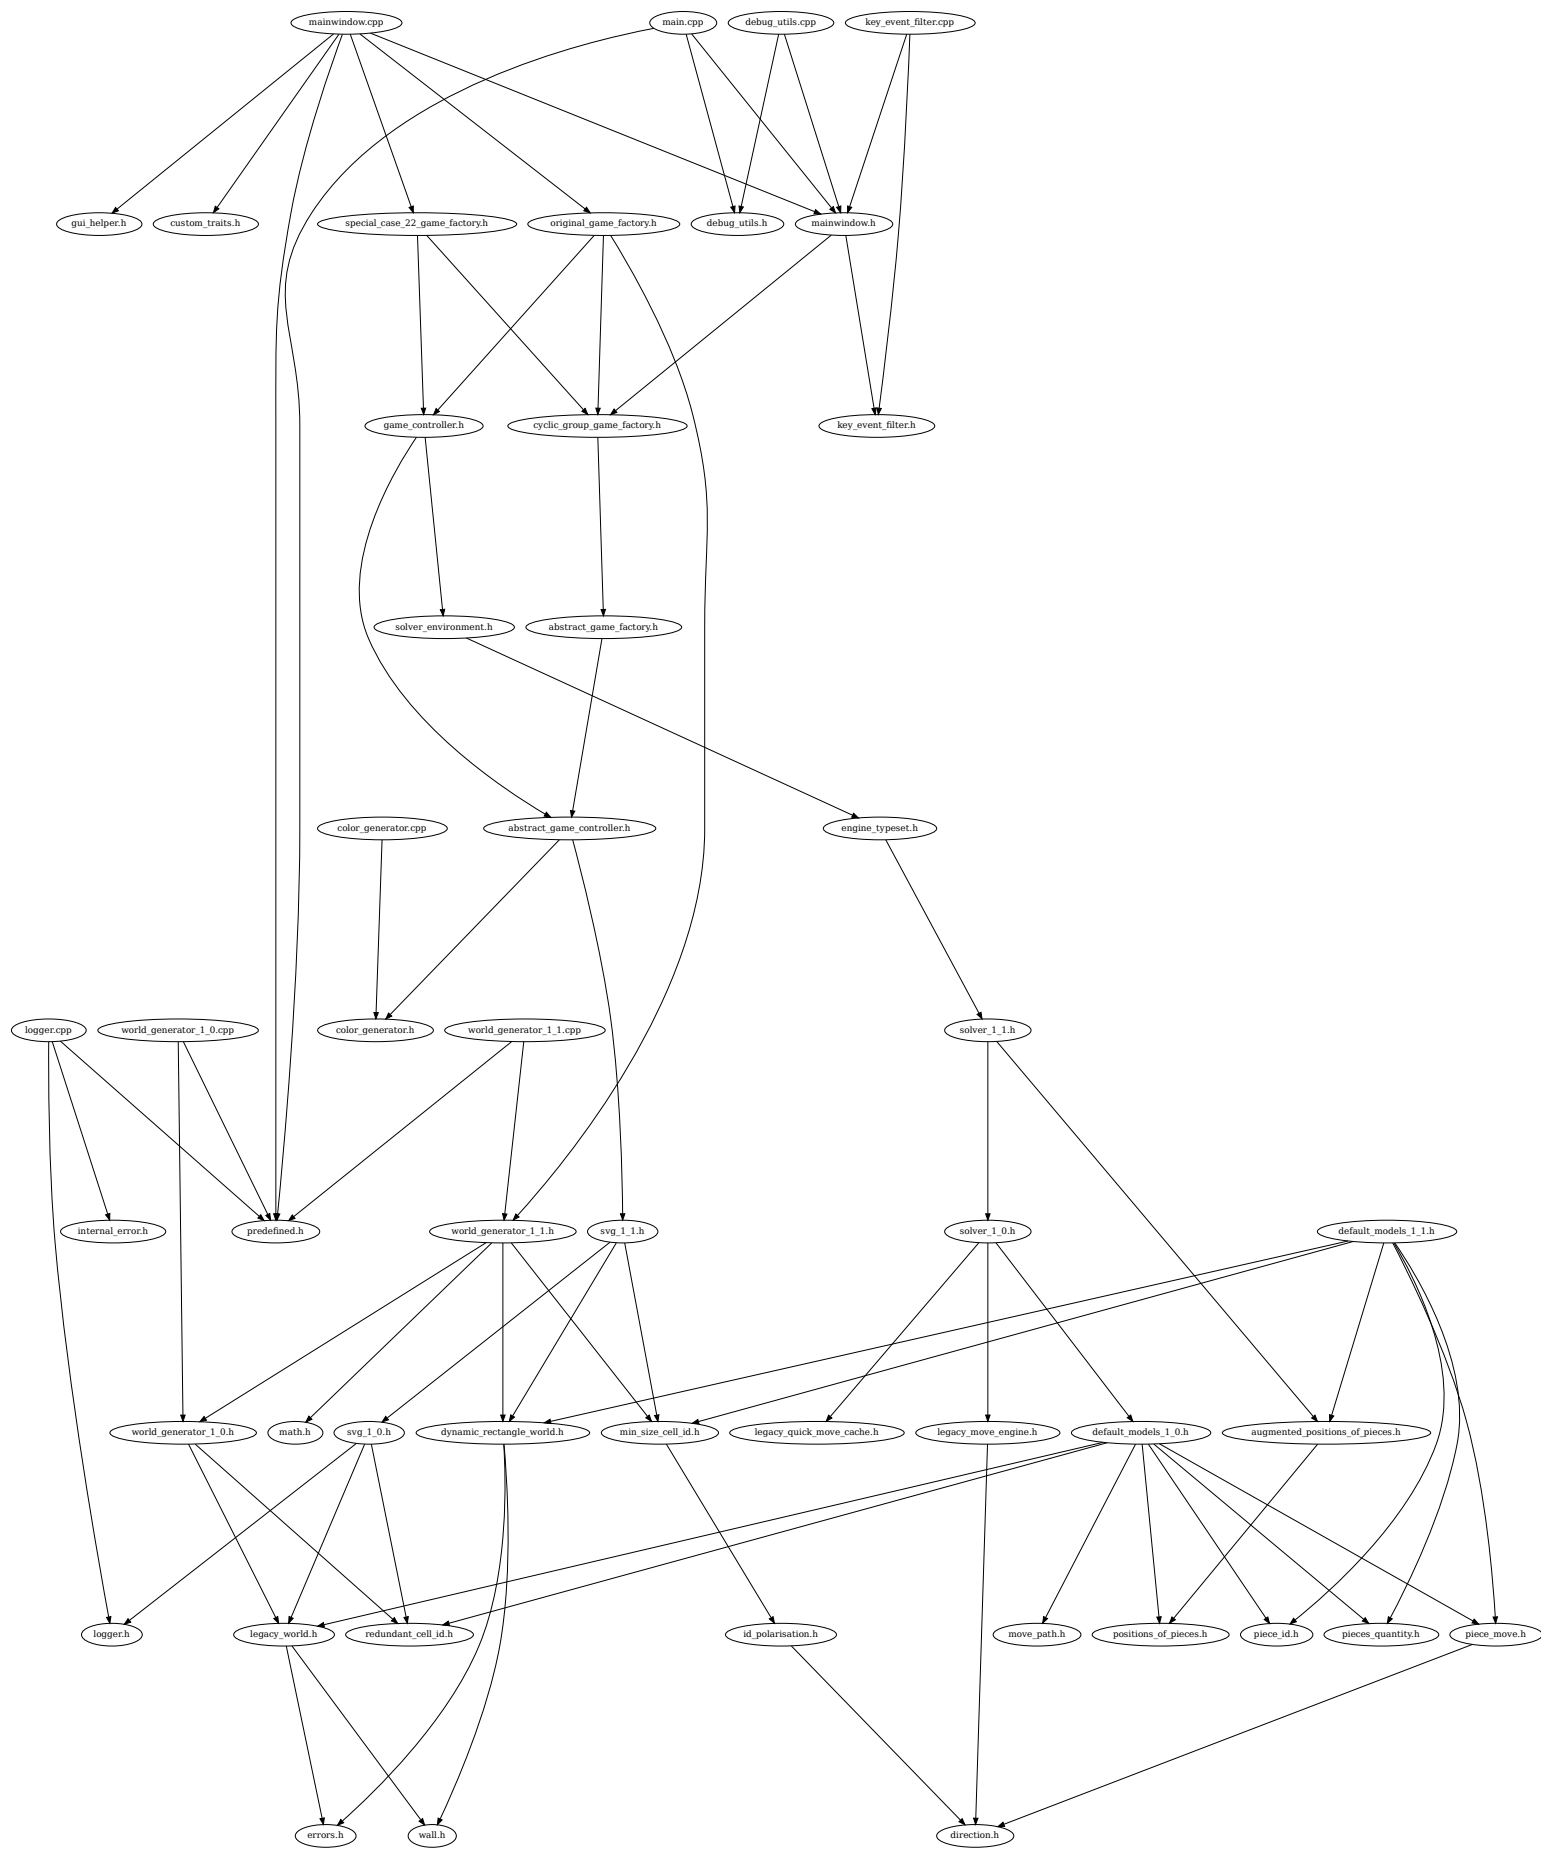 mainwindow.cpp
main.cpp
debug_utils.cpp
key_event_filter.cpp
gui_helper.h
custom_traits.h
special_case_22_game_factory.h
original_game_factory.h
debug_utils.h
mainwindow.h
game_controller.h
cyclic_group_game_factory.h
key_event_filter.h
solver_environment.h
abstract_game_factory.h
color_generator.cpp
abstract_game_controller.h
engine_typeset.h
logger.cpp
world_generator_1_0.cpp
color_generator.h
world_generator_1_1.cpp
solver_1_1.h
internal_error.h
predefined.h
world_generator_1_1.h
svg_1_1.h
solver_1_0.h
default_models_1_1.h
world_generator_1_0.h
math.h
svg_1_0.h
dynamic_rectangle_world.h
min_size_cell_id.h
legacy_quick_move_cache.h
legacy_move_engine.h
default_models_1_0.h
augmented_positions_of_pieces.h
logger.h
legacy_world.h
redundant_cell_id.h
id_polarisation.h
move_path.h
positions_of_pieces.h
piece_id.h
pieces_quantity.h
piece_move.h
errors.h
wall.h
direction.h